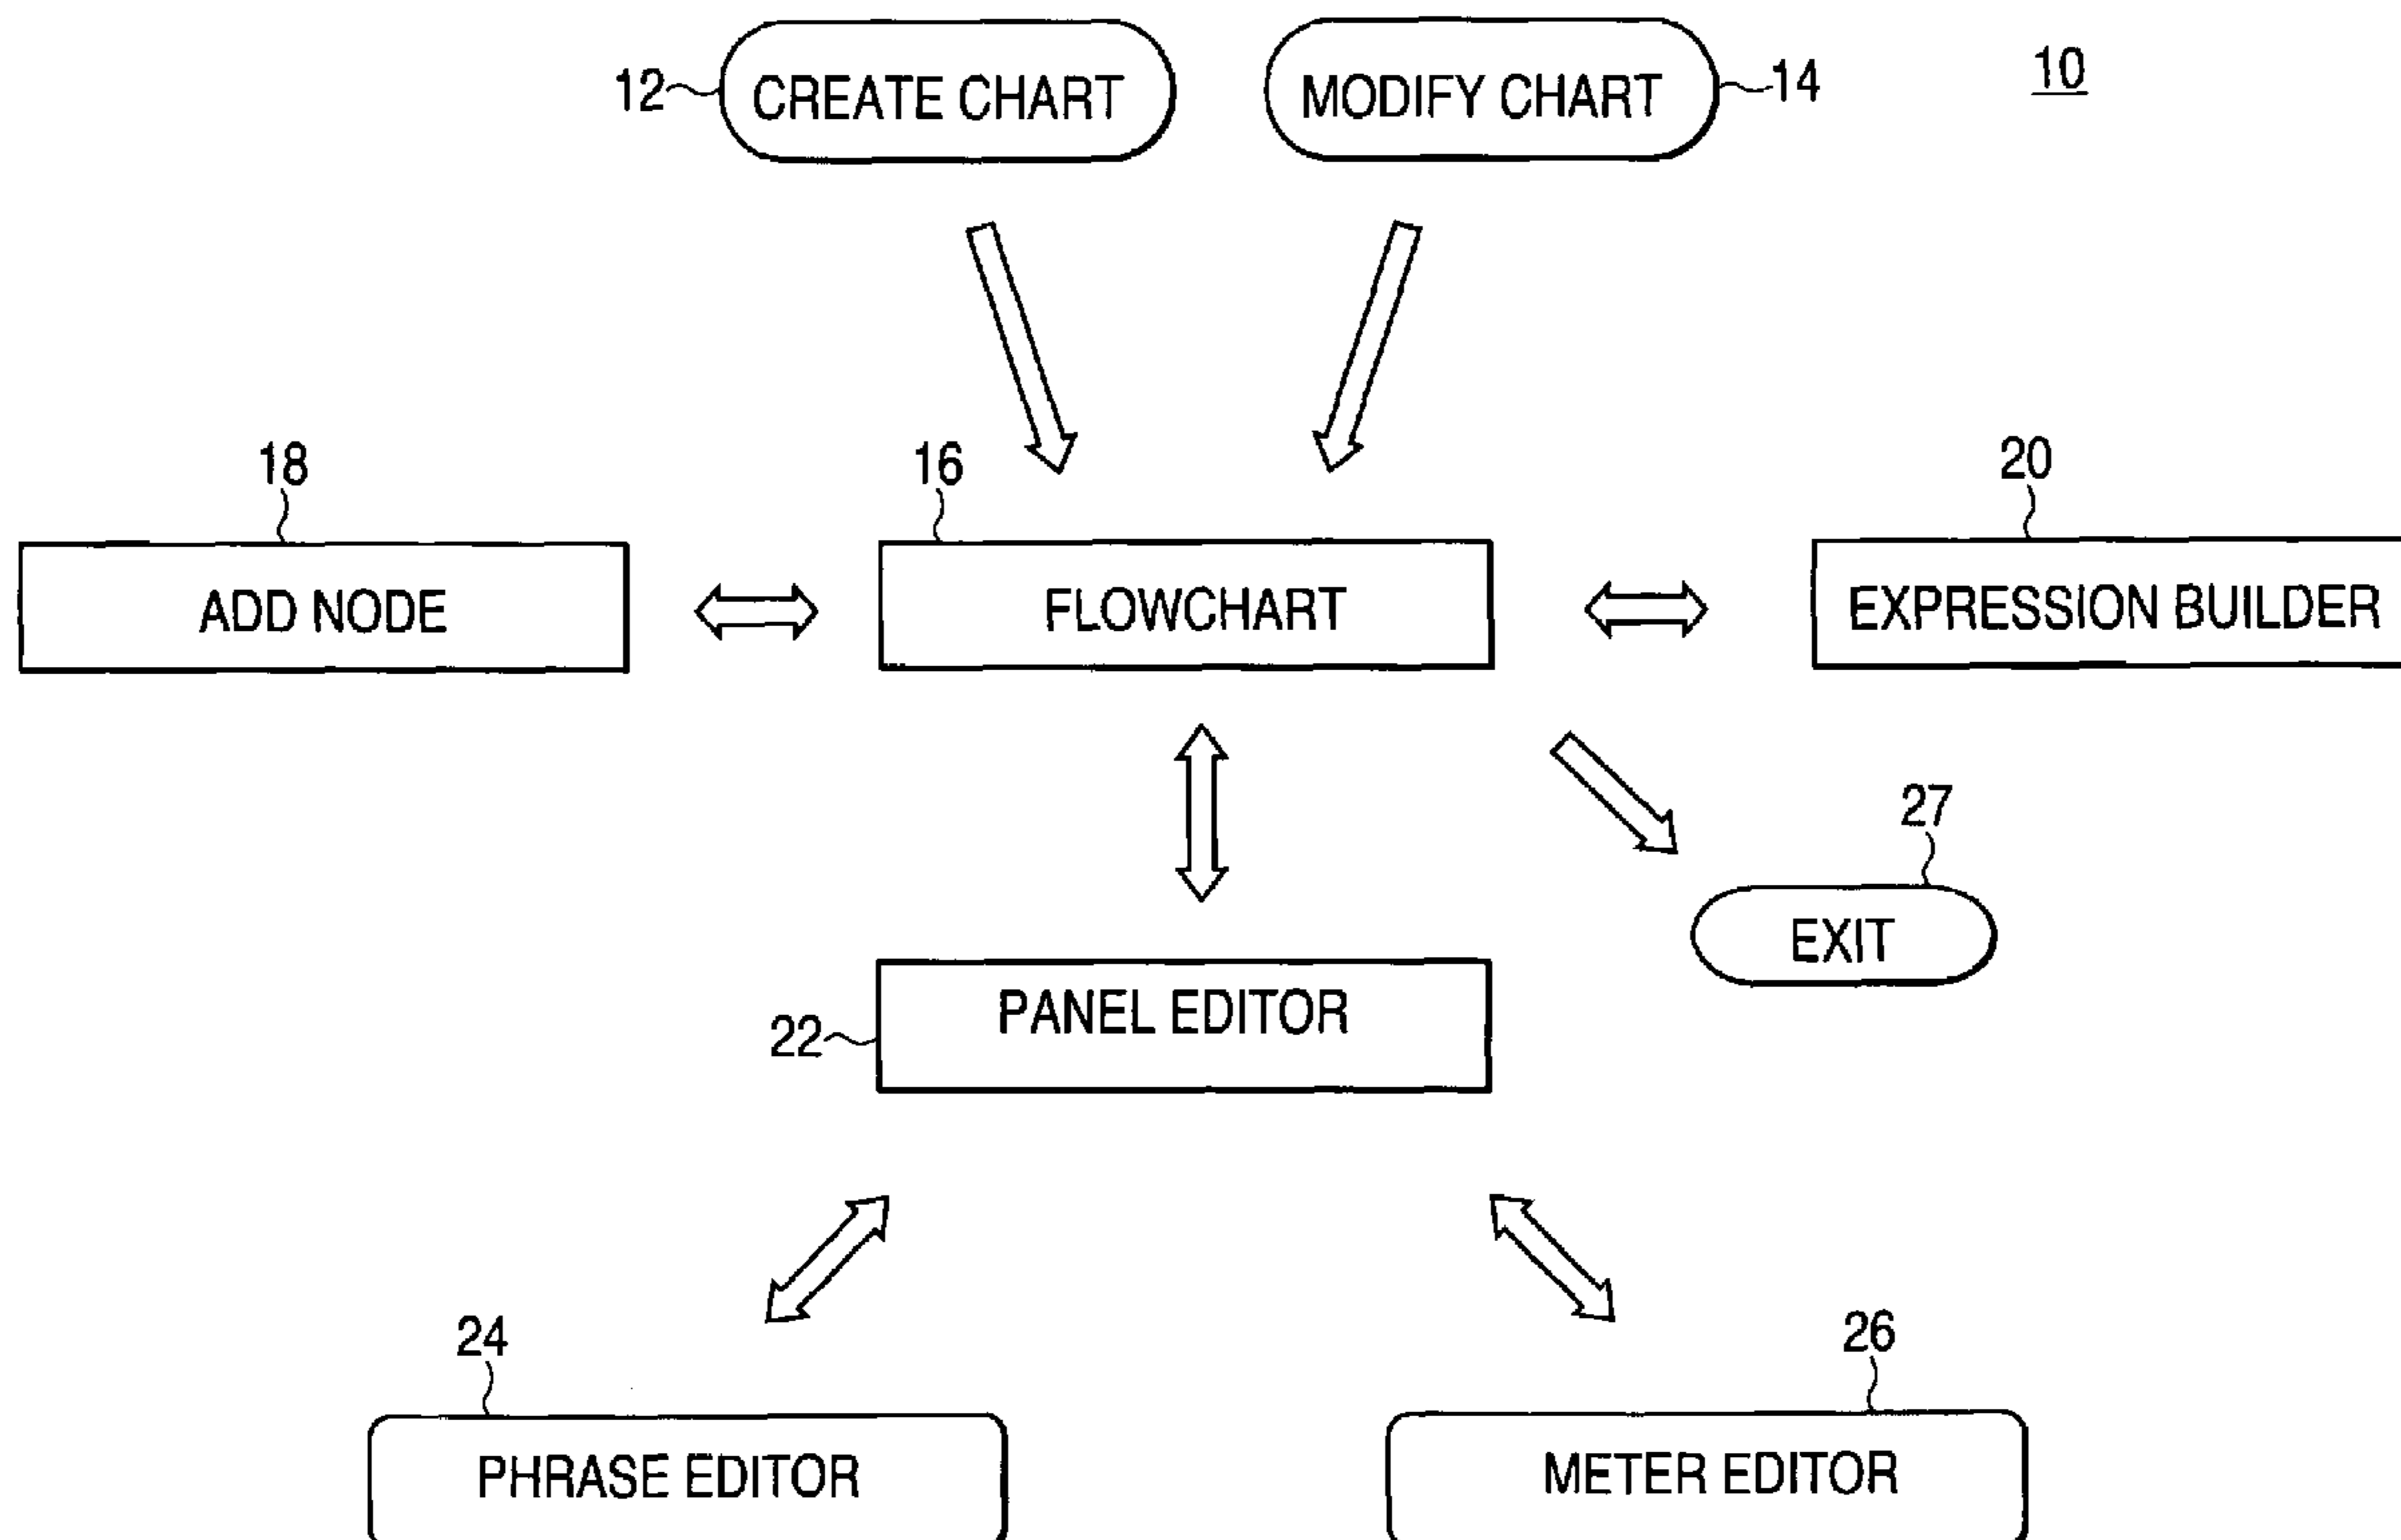 12 CREATE CHART
MODIFY CHART 14
10
18
16
20
ADD NODE
FLOWCHART
EXPRESSION BUILDER
27
EXIT
PANEL EDITOR
22
24
26
PHRASE EDITOR
METER EDITOR